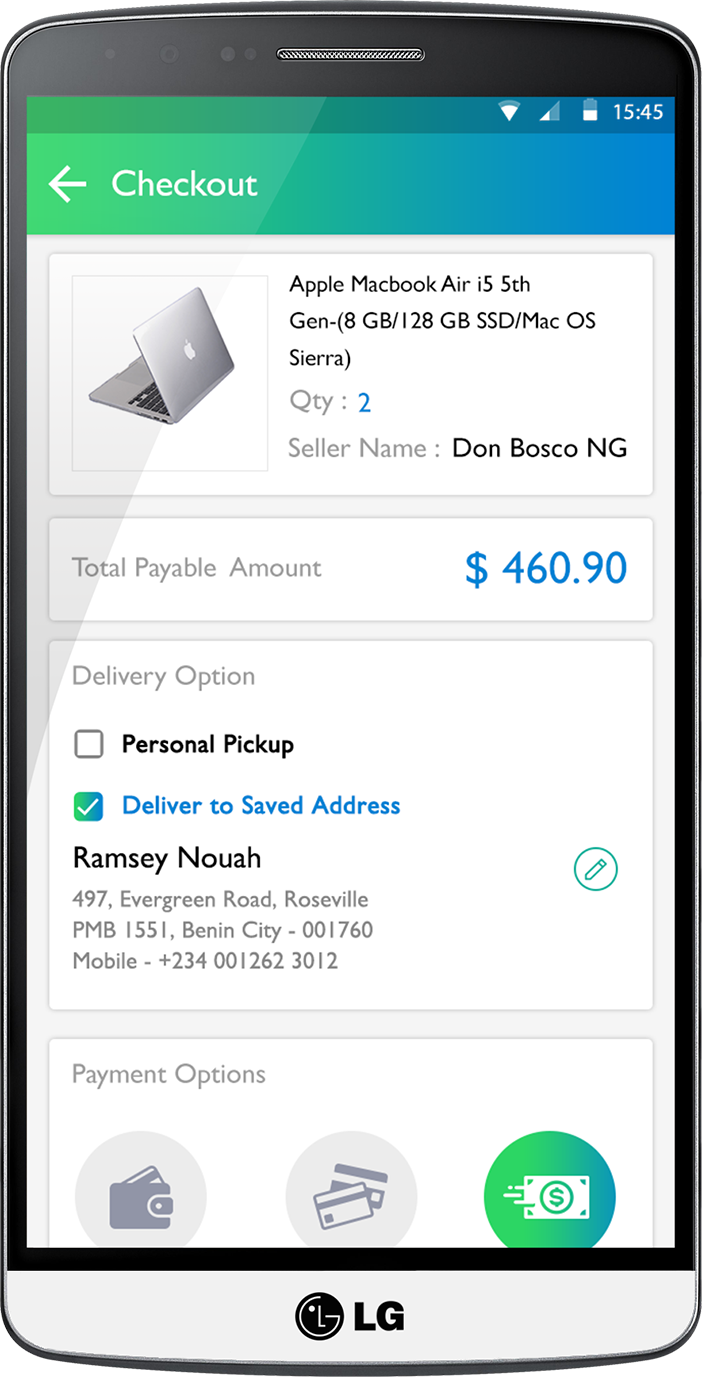 15:45
Checkout
Apple Macbook Air i5 5th
Gen-(8 GB/128 GB SSD/Mac OS
Sierra)
Qty : 2
Seller Name : Don Bosco NG
Total Payable Amount $ 460.90
Delivery Option
Personal Pickup
Deliver to Saved Address
Ramsey Nouah
497, Evergreen Road, Roseville
PMB 1551, Benin City - 001760
Mobile - +234 001262 3012
Payment Options
$
LG